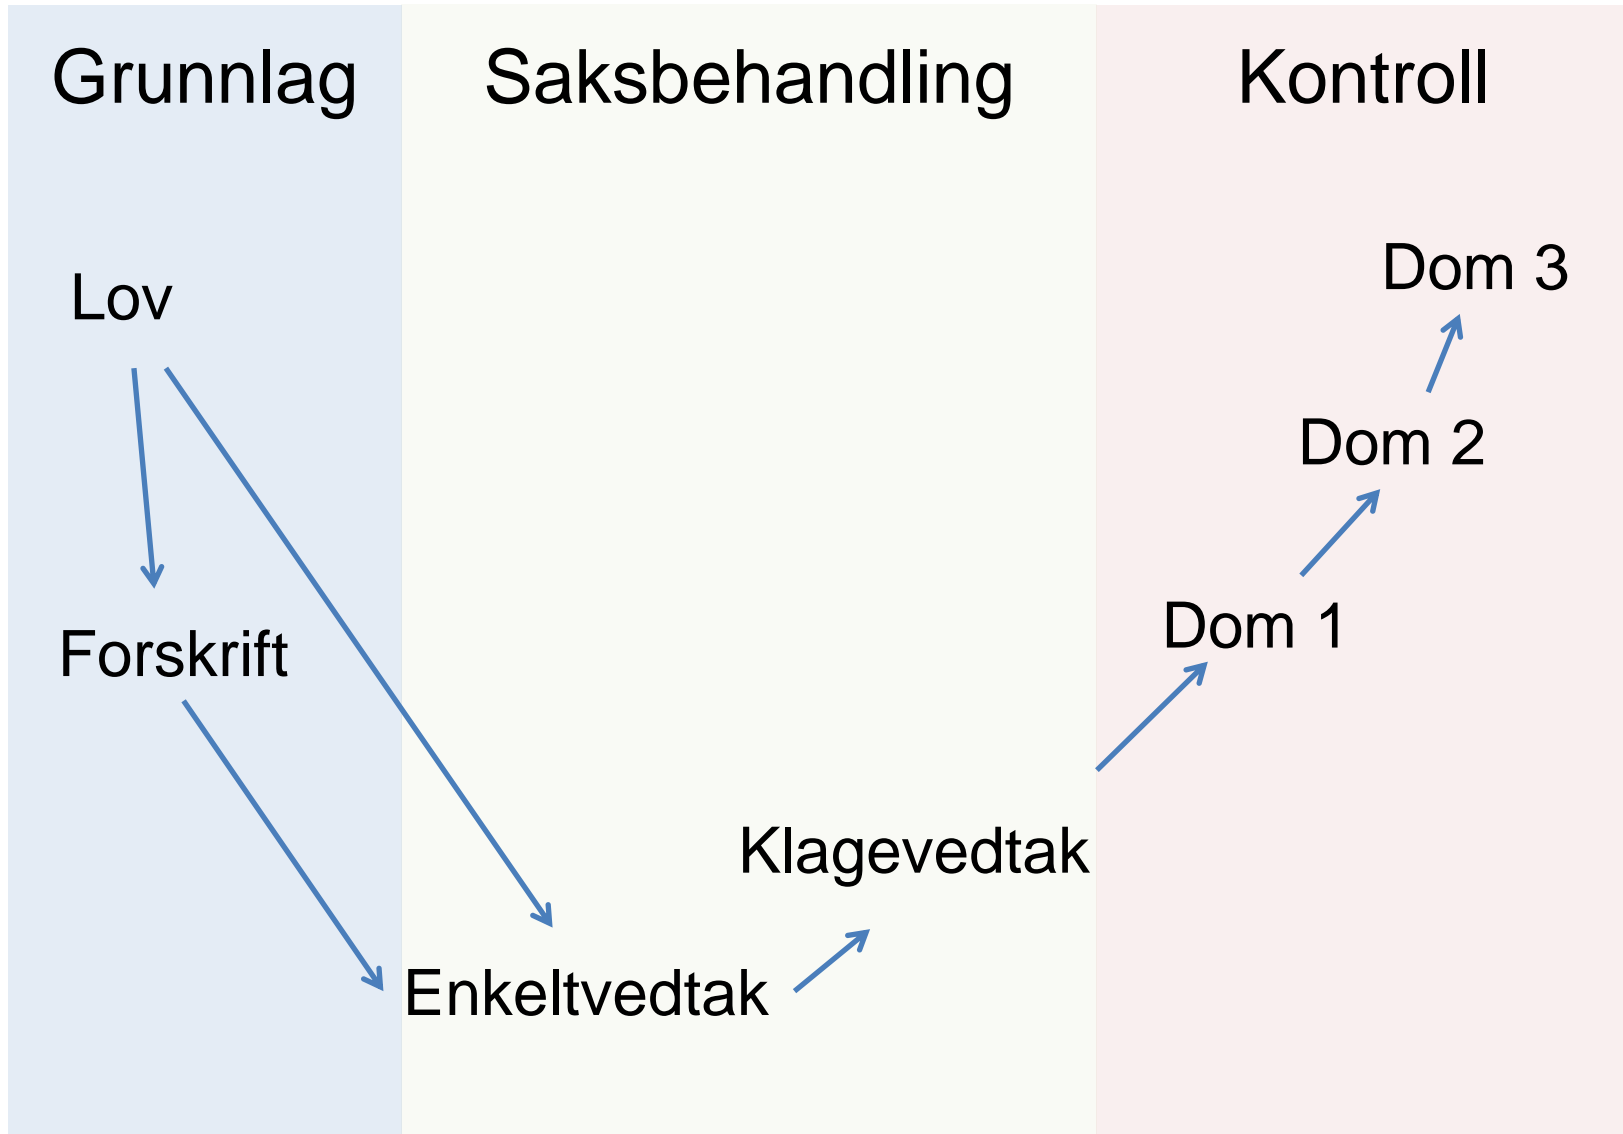 Grunnlag
Saksbehandling
Kontroll
Lov
Forskrift
Enkeltvedtak
Klagevedtak
Dom 1
Dom 2
Dom 3